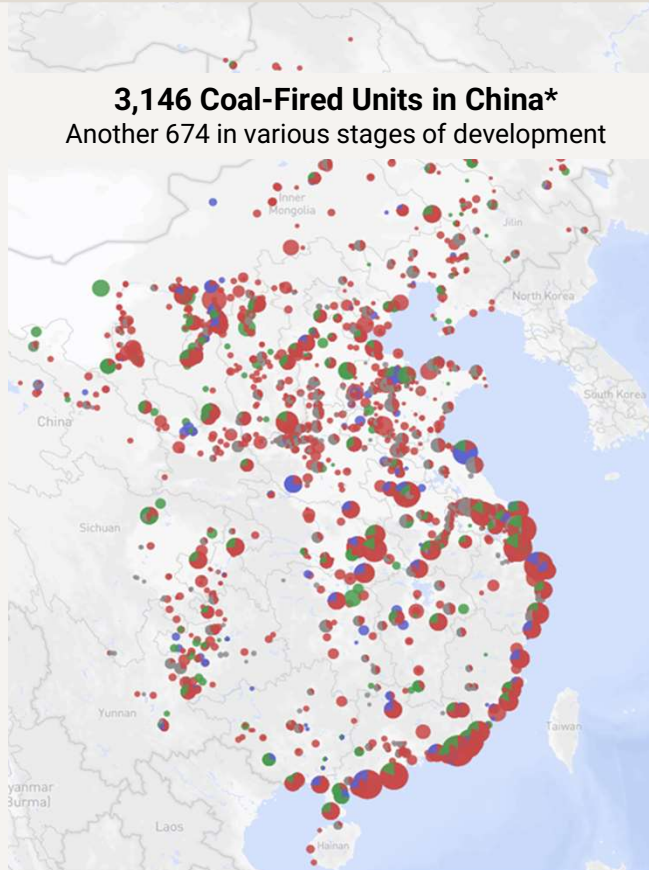 3,146 Coal-Fired Units in China*
Another 674 in various stages of development
Inner
Mongolia
Jilin
North Korea
South Korea
China
Sichuan
Yunnan
Taiwan
yanmar
Burma)
Laos
Hainan